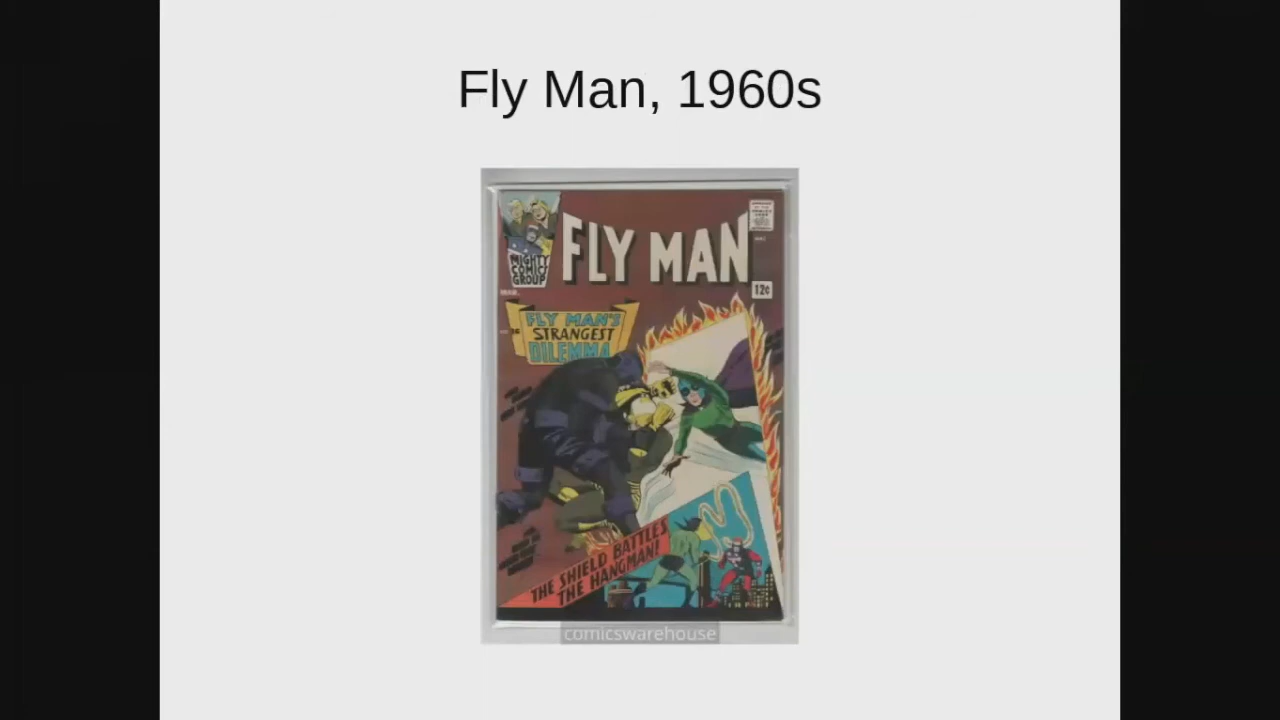 Fly Man, 1960s
FLY MAN
MIGHTY
COMICS
GROUP
12¢
FLY MAN'S
STRANGEST
DILEMMA
THE SHIELD BATTLES
THE HANGMAN!
comicswarehouse